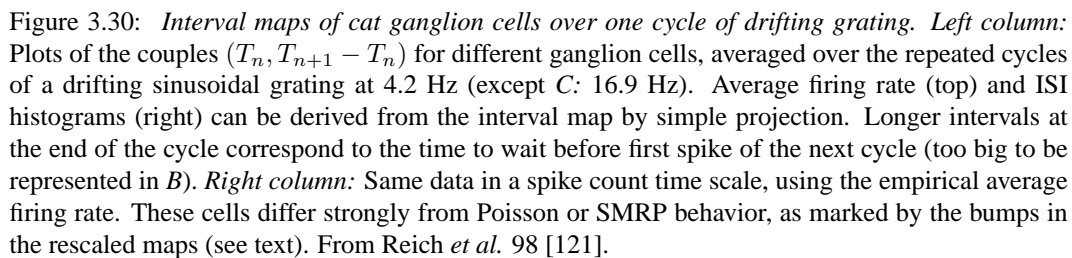 Figure 3.30: Interval maps of cat ganglion cells over one cycle of drifting grating. Left column:
Plots of the couples (Tn, Tn+1 − Tn) for different ganglion cells, averaged over the repeated cycles
of a drifting sinusoidal grating at 4.2 Hz (except C: 16.9 Hz). Average firing rate (top) and ISI
histograms (right) can be derived from the interval map by simple projection. Longer intervals at
the end of the cycle correspond to the time to wait before first spike of the next cycle (too big to be
represented in B). Right column: Same data in a spike count time scale, using the empirical average
firing rate. These cells differ strongly from Poisson or SMRP behavior, as marked by the bumps in
the rescaled maps (see text). From Reich et al. 98 [121].